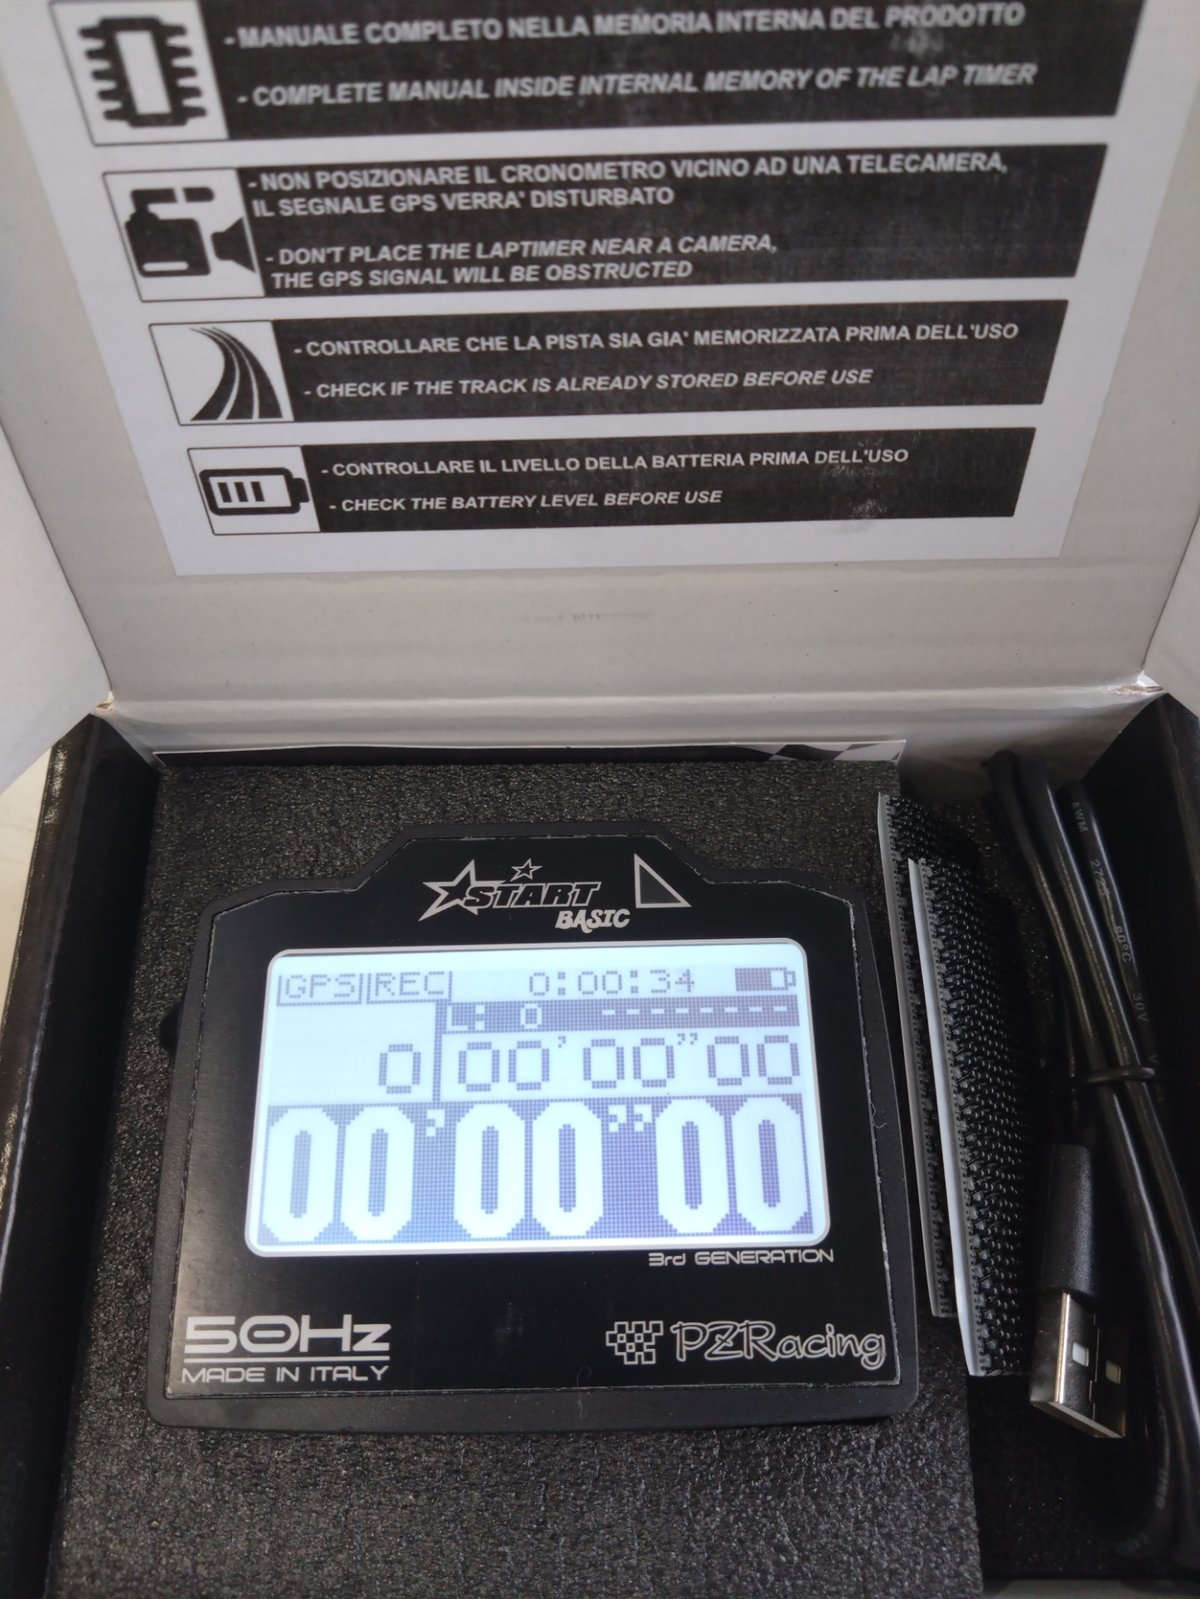 - MANUALE COMPLETO NELLA MEMORIA INTERNA DEL PRODOTTO
- COMPLETE MANUAL INSIDE INTERNAL MEMORY OF THE LAP TIMER
- NON POSIZIONARE IL CRONOMETRO VICINO AD UNA TELECAMERA,
IL SEGNALE GPS VERRA' DISTURBATO
- DON'T PLACE THE LAPTIMER NEAR A CAMERA,
THE GPS SIGNAL WILL BE OBSTRUCTED
- CONTROLLARE CHE LA PISTA SIA GIA' MEMORIZZATA PRIMA DELL'USO
- CHECK IF THE TRACK IS ALREADY STORED BEFORE USE
- CONTROLLARE IL LIVELLO DELLA BATTERIA PRIMA DELL'USO
- CHECK THE BATTERY LEVEL BEFORE USE
START
BASIC
GPS REC 0:00:34
L: 0 --------
0 00'00"00
00'00"00
3rd GENERATION
50Hz
MADE IN ITALY
PZRacing